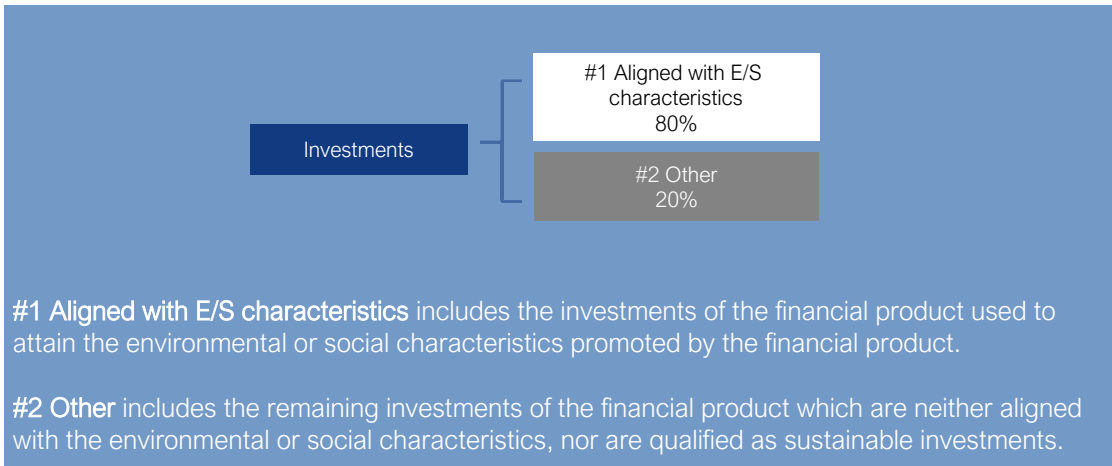 #1 Aligned with E/S
characteristics
80%
Investments
#2 Other
20%
#1 Aligned with E/S characteristics includes the investments of the financial product used to
attain the environmental or social characteristics promoted by the financial product.
#2 Other includes the remaining investments of the financial product which are neither aligned
with the environmental or social characteristics, nor are qualified as sustainable investments.